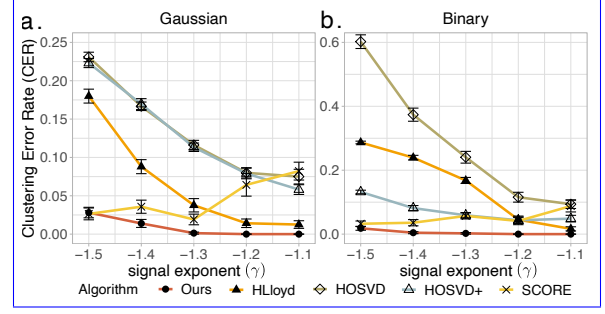 a. Gaussian b. Binary
Clustering Error Rate (CER)
0.25
0.20
0.15
0.10
0.05
0.00
0.6
0.4
0.2
0.0
−1.5 −1.4 −1.3 −1.2 −1.1 −1.5 −1.4 −1.3 −1.2 −1.1
signal exponent (γ) signal exponent (γ)
Algorithm Ours HLloyd HOSVD HOSVD+ SCORE